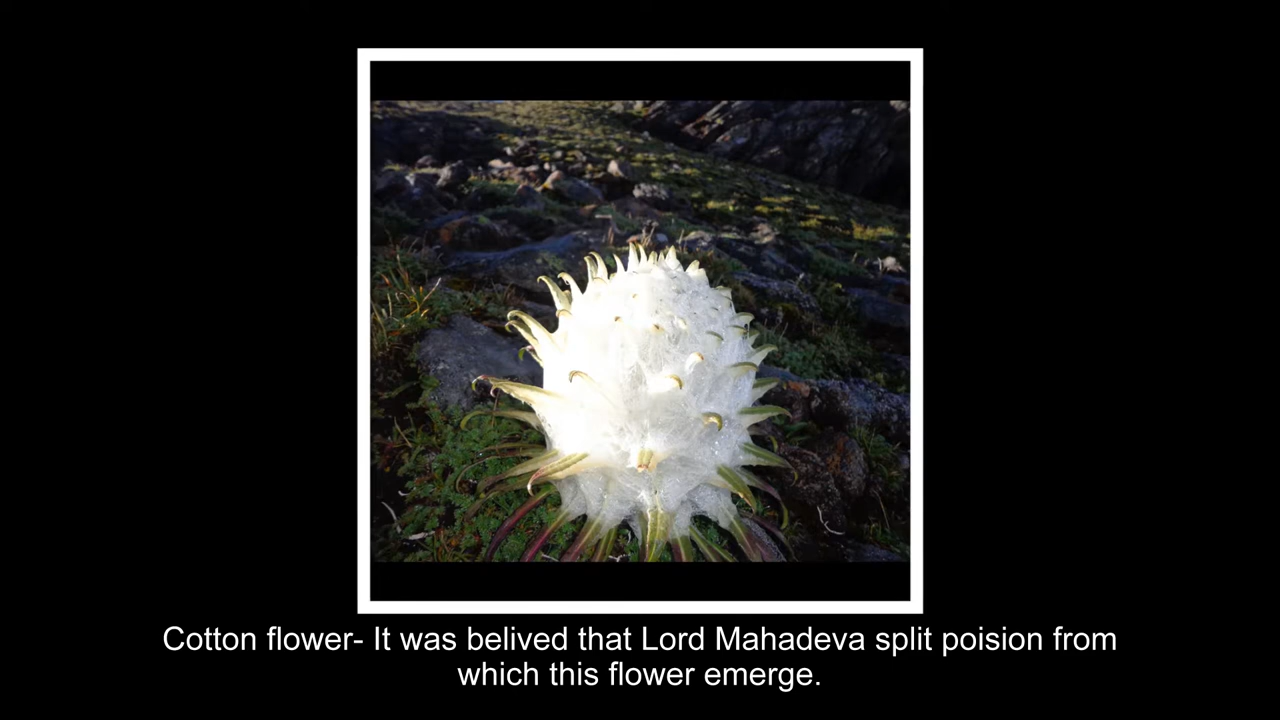 Cotton flower- It was belived that Lord Mahadeva split poision from
which this flower emerge.